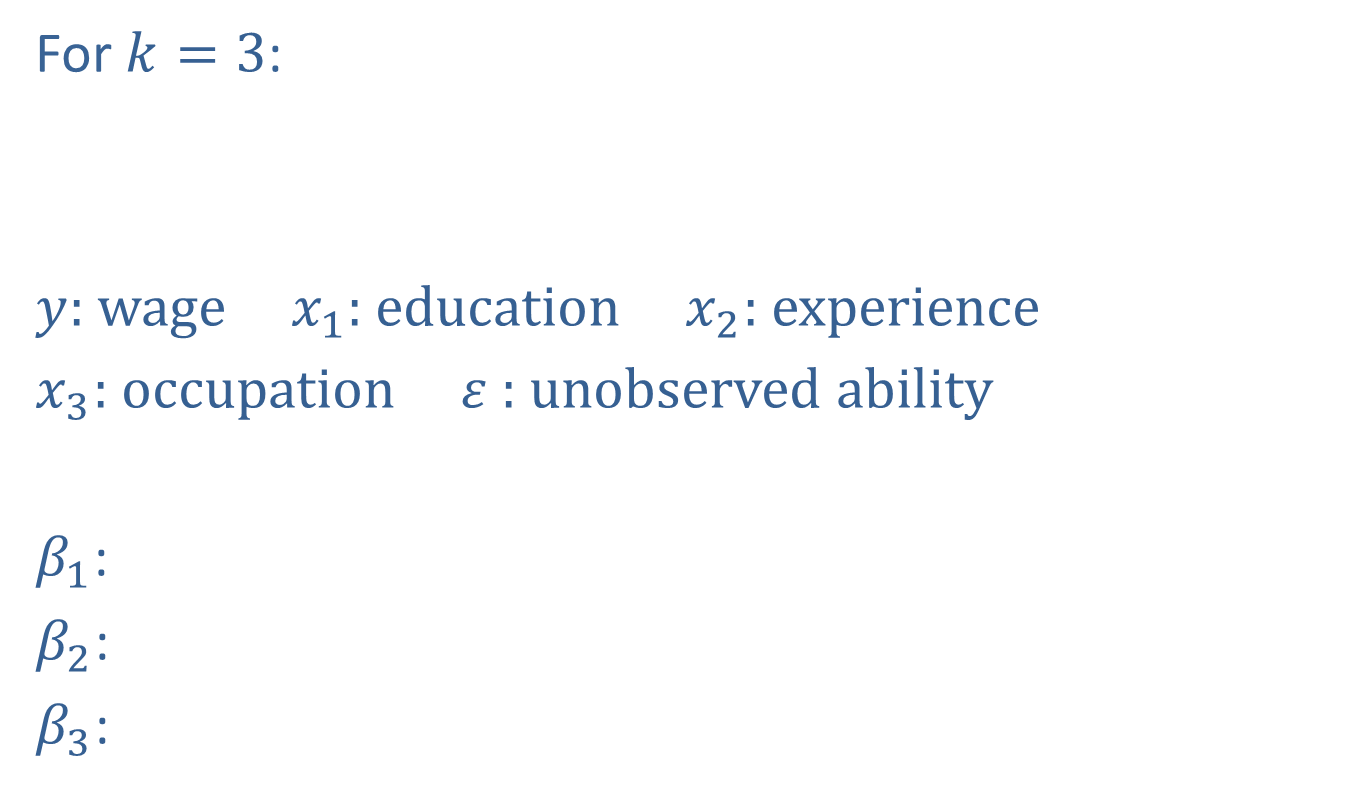 For k = 3:
y: wage x₁: education x₂: experience
x₃: occupation ε : unobserved ability
β₁:
β₂:
β₃: